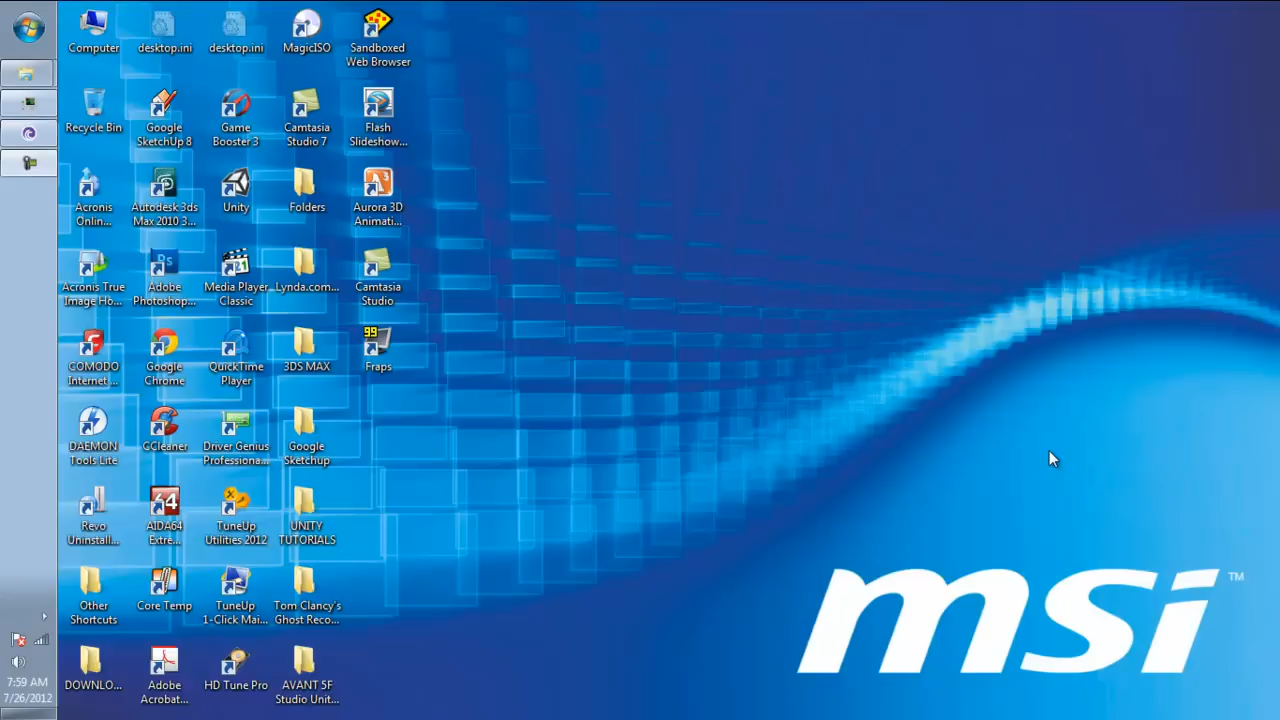 Computer
desktop.ini
desktop.ini
MagicISO
Sandboxed
Web Browser
Recycle Bin
Google
SketchUp 8
Game
Booster 3
Camtasia
Studio 7
Flash
Slideshow...
Acronis
Onlin...
Autodesk 3ds
Max 2010 3...
Unity
Folders
Aurora 3D
Animati...
Acronis True
Image Ho...
Ps
Adobe
Photoshop...
Media Player
Classic
Lynda.com...
Camtasia
Studio
COMODO
Internet ...
Google
Chrome
QuickTime
Player
3DS MAX
99
Fraps
DAEMON
Tools Lite
CCleaner
Driver Genius
Professiona...
Google
Sketchup
Revo
Uninstall...
64
AIDA64
Extre...
TuneUp
Utilities 2012
UNITY
TUTORIALS
Other
Shortcuts
Core Temp
TuneUp
1-Click Mai...
Tom Clancy's
Ghost Reco...
DOWNLO...
Adobe
Acrobat...
HD Tune Pro
AVANT 5F
Studio Unit...
7:59 AM
7/26/2012
msi TM